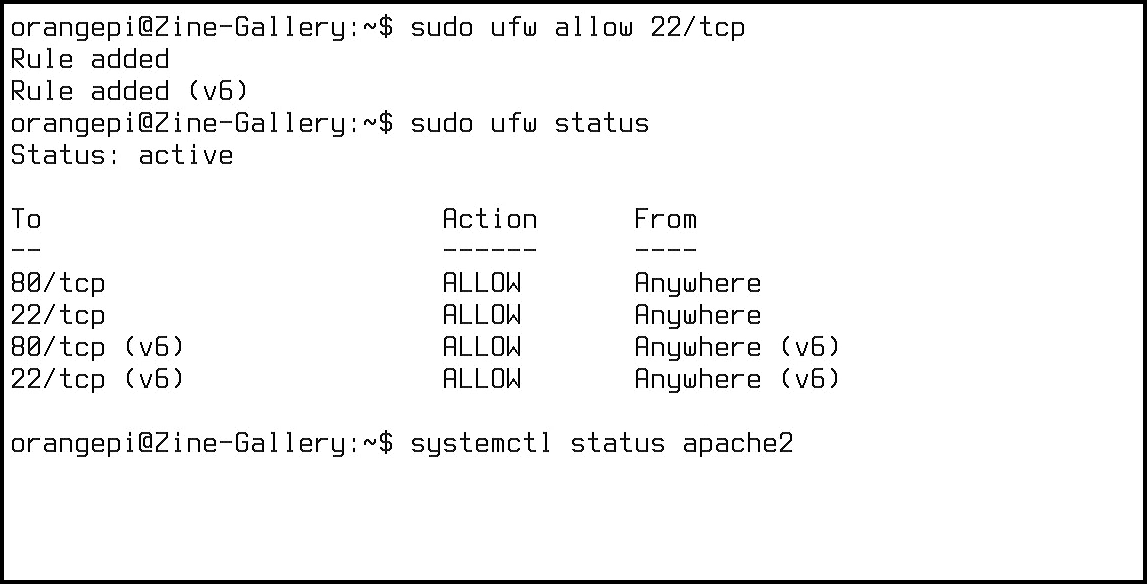 orangepi@Zine-Gallery:~$ sudo ufw allow 22/tcp
Rule added
Rule added (v6)
orangepi@Zine-Gallery:~$ sudo ufw status
Status: active

To                         Action      From
--                         ------      ----
80/tcp                     ALLOW       Anywhere
22/tcp                     ALLOW       Anywhere
80/tcp (v6)                ALLOW       Anywhere (v6)
22/tcp (v6)                ALLOW       Anywhere (v6)

orangepi@Zine-Gallery:~$ systemctl status apache2